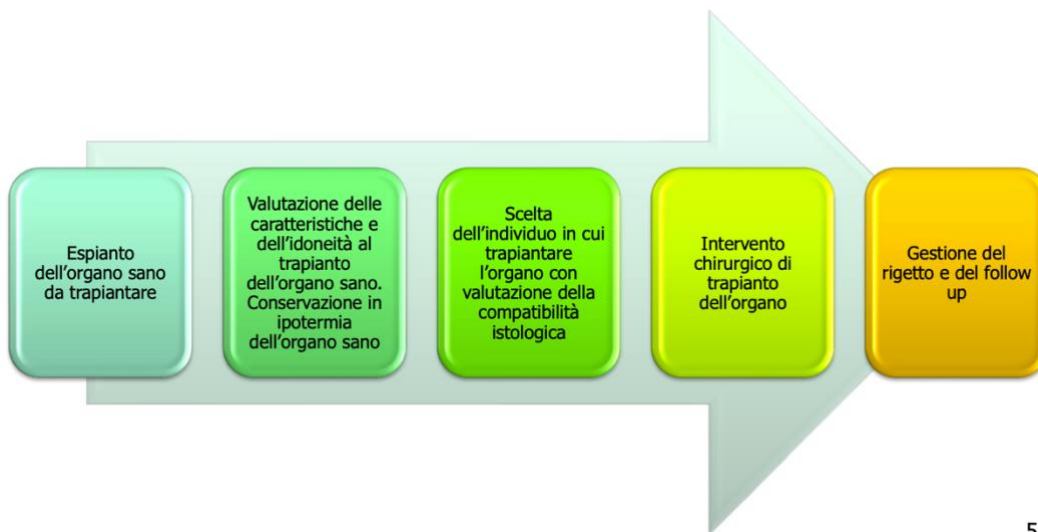 Espianto
dell'organo sano
da trapiantare
Valutazione delle
caratteristiche e
dell'idoneità al
trapianto
dell'organo sano.
Conservazione in
ipotermia
dell'organo sano
Scelta
dell'individuo in cui
trapiantare
l'organo con
valutazione della
compatibilità
istologica
Intervento
chirurgico di
trapianto
dell'organo
Gestione del
rigetto e del follow
up
5